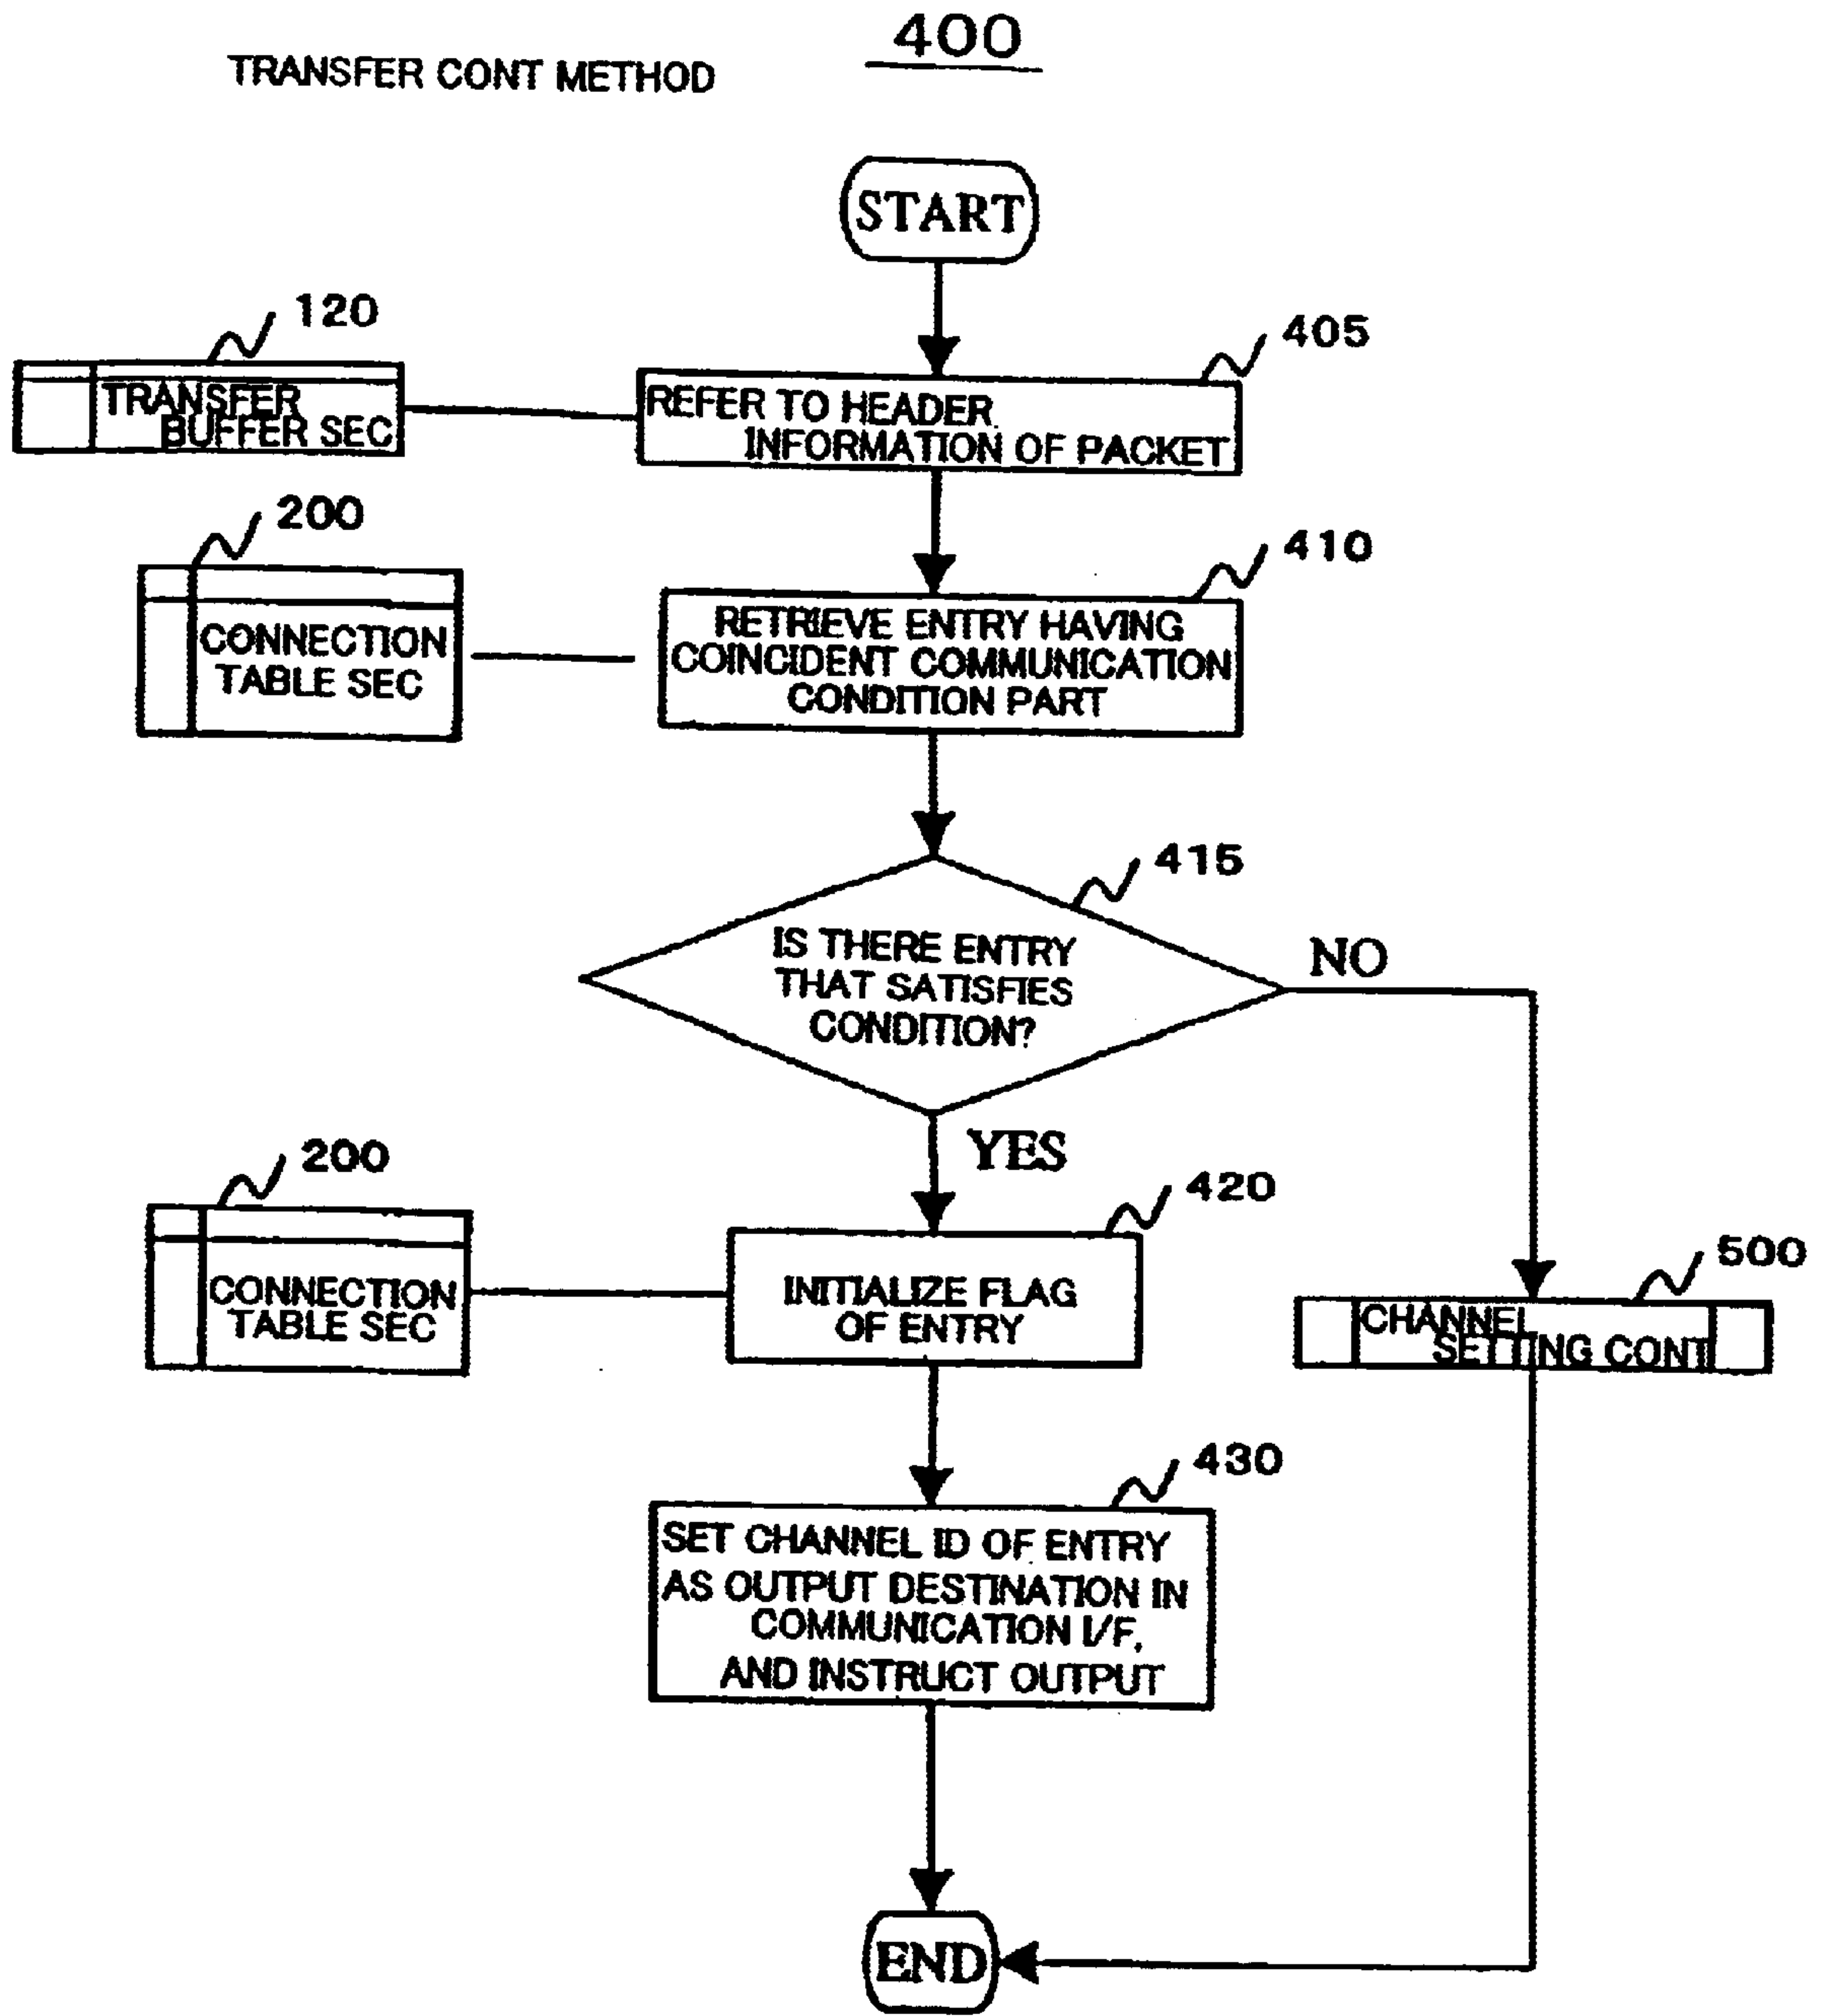 400
TRANSFER CONT METHOD
START
120
405
TRANSFER
BUFFER SEC
REFER TO HEADER
INFORMATION OF PACKET
200
410
CONNECTION
TABLE SEC
RETRIEVE ENTRY HAVING
COINCIDENT COMMUNICATION
CONDITION PART
415
IS THERE ENTRY
THAT SATISFIES
CONDITION?
NO
YES
200
420
500
CONNECTION
TABLE SEC
INITIALIZE FLAG
OF ENTRY
CHANNEL
SETTING CONT
430
SET CHANNEL ID OF ENTRY
AS OUTPUT DESTINATION IN
COMMUNICATION I/F,
AND INSTRUCT OUTPUT
END